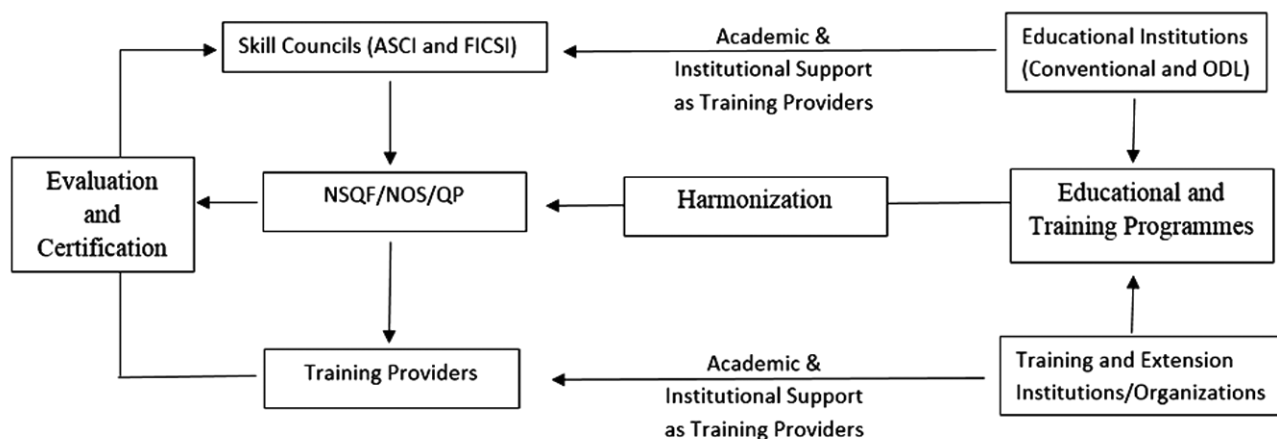 Skill Councils (ASCI and FICSI)
Academic &
Institutional Support
as Training Providers
Educational Institutions
(Conventional and ODL)
Evaluation
and
Certification
NSQF/NOS/QP
Harmonization
Educational and
Training Programmes
Training Providers
Academic &
Institutional Support
as Training Providers
Training and Extension
Institutions/Organizations